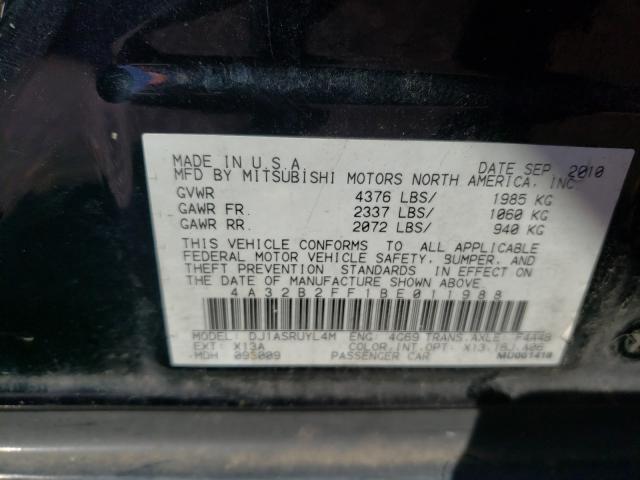 MADE IN U.S.A. DATE SEP 2010
MFD BY MITSUBISHI MOTORS NORTH AMERICA, INC
GVWR 4376 LBS/ 1985 KG
GAWR FR. 2337 LBS/ 1060 KG
GAWR RR. 2072 LBS/ 940 KG
THIS VEHICLE CONFORMS TO ALL APPLICABLE
FEDERAL MOTOR VEHICLE SAFETY, BUMPER, AND
THEFT PREVENTION STANDARDS IN EFFECT ON
THE DATE OF MANUFACTURE SHOWN ABOVE
4A32B2FF1BE011988
MODEL: DJ1ASRUYL4M ENG: 4G69 TRANS.AXLE: F4A4B
EXT: X13A COLOR.INT.OPT: X13.18J.A06
MDH 095009 PASSENGER CAR MU001410